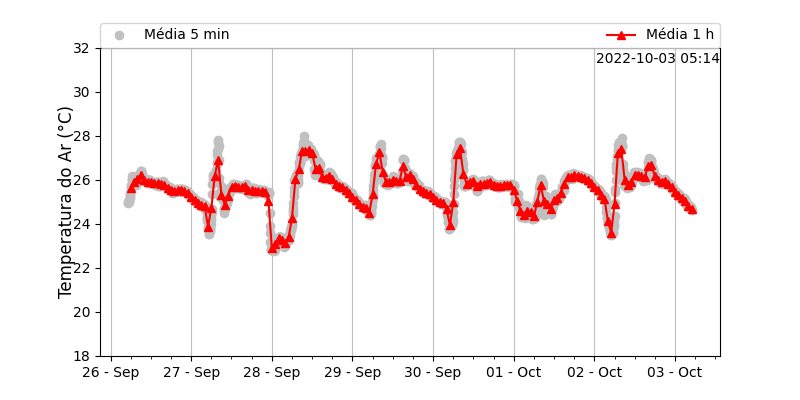 Média 5 min
Média 1 h
2022-10-03 05:14
Temperatura do Ar (°C)
32
30
28
26
24
22
20
18
26 - Sep
27 - Sep
28 - Sep
29 - Sep
30 - Sep
01 - Oct
02 - Oct
03 - Oct